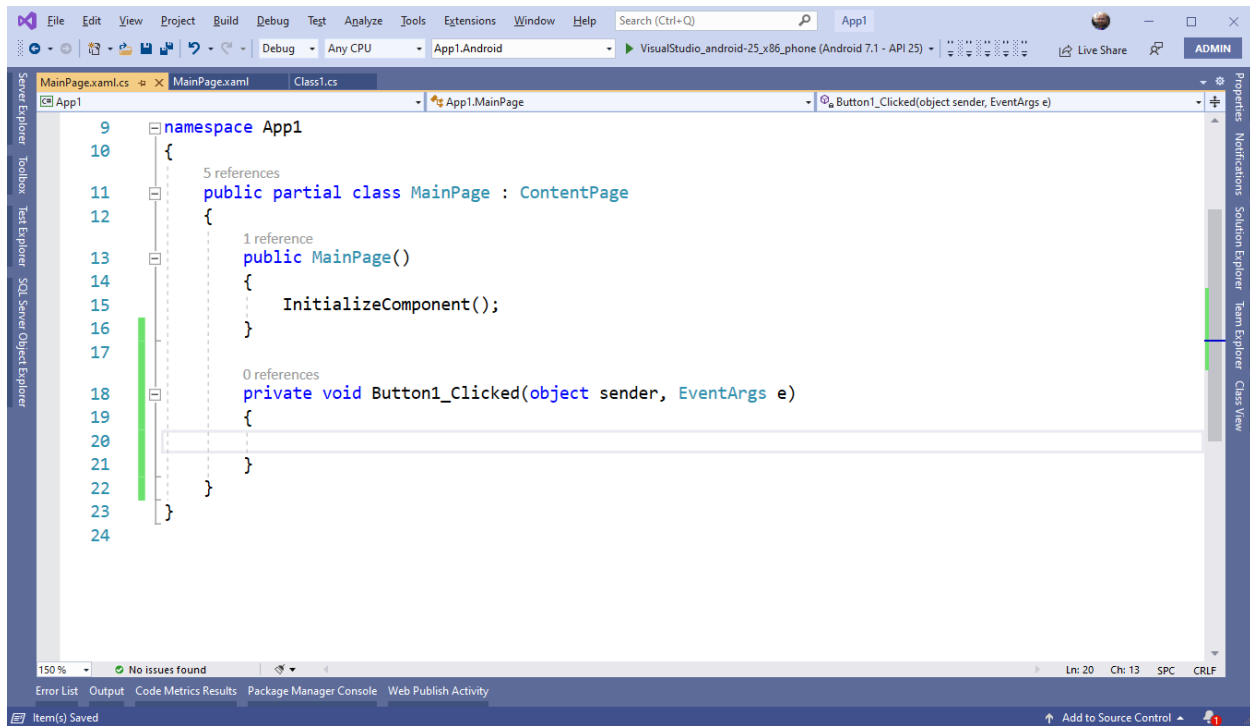 File Edit View Project Build Debug Test Analyze Tools Extensions Window Help Search (Ctrl+Q) App1
Debug Any CPU App1.Android VisualStudio_android-25_x86_phone (Android 7.1 - API 25) Live Share ADMIN
MainPage.xaml.cs MainPage.xaml Class1.cs
C# App1 App1.MainPage Button1_Clicked(object sender, EventArgs e)
Server Explorer
Toolbox
Test Explorer
SQL Server Object Explorer
9 namespace App1
10 {
5 references
11 public partial class MainPage : ContentPage
12 {
1 reference
13 public MainPage()
14 {
15 InitializeComponent();
16 }
17
0 references
18 private void Button1_Clicked(object sender, EventArgs e)
19 {
20
21 }
22 }
23 }
24
Properties
Notifications
Solution Explorer
Team Explorer
Class View
150 % No issues found Ln: 20 Ch: 13 SPC CRLF
Error List Output Code Metrics Results Package Manager Console Web Publish Activity
Item(s) Saved Add to Source Control 1